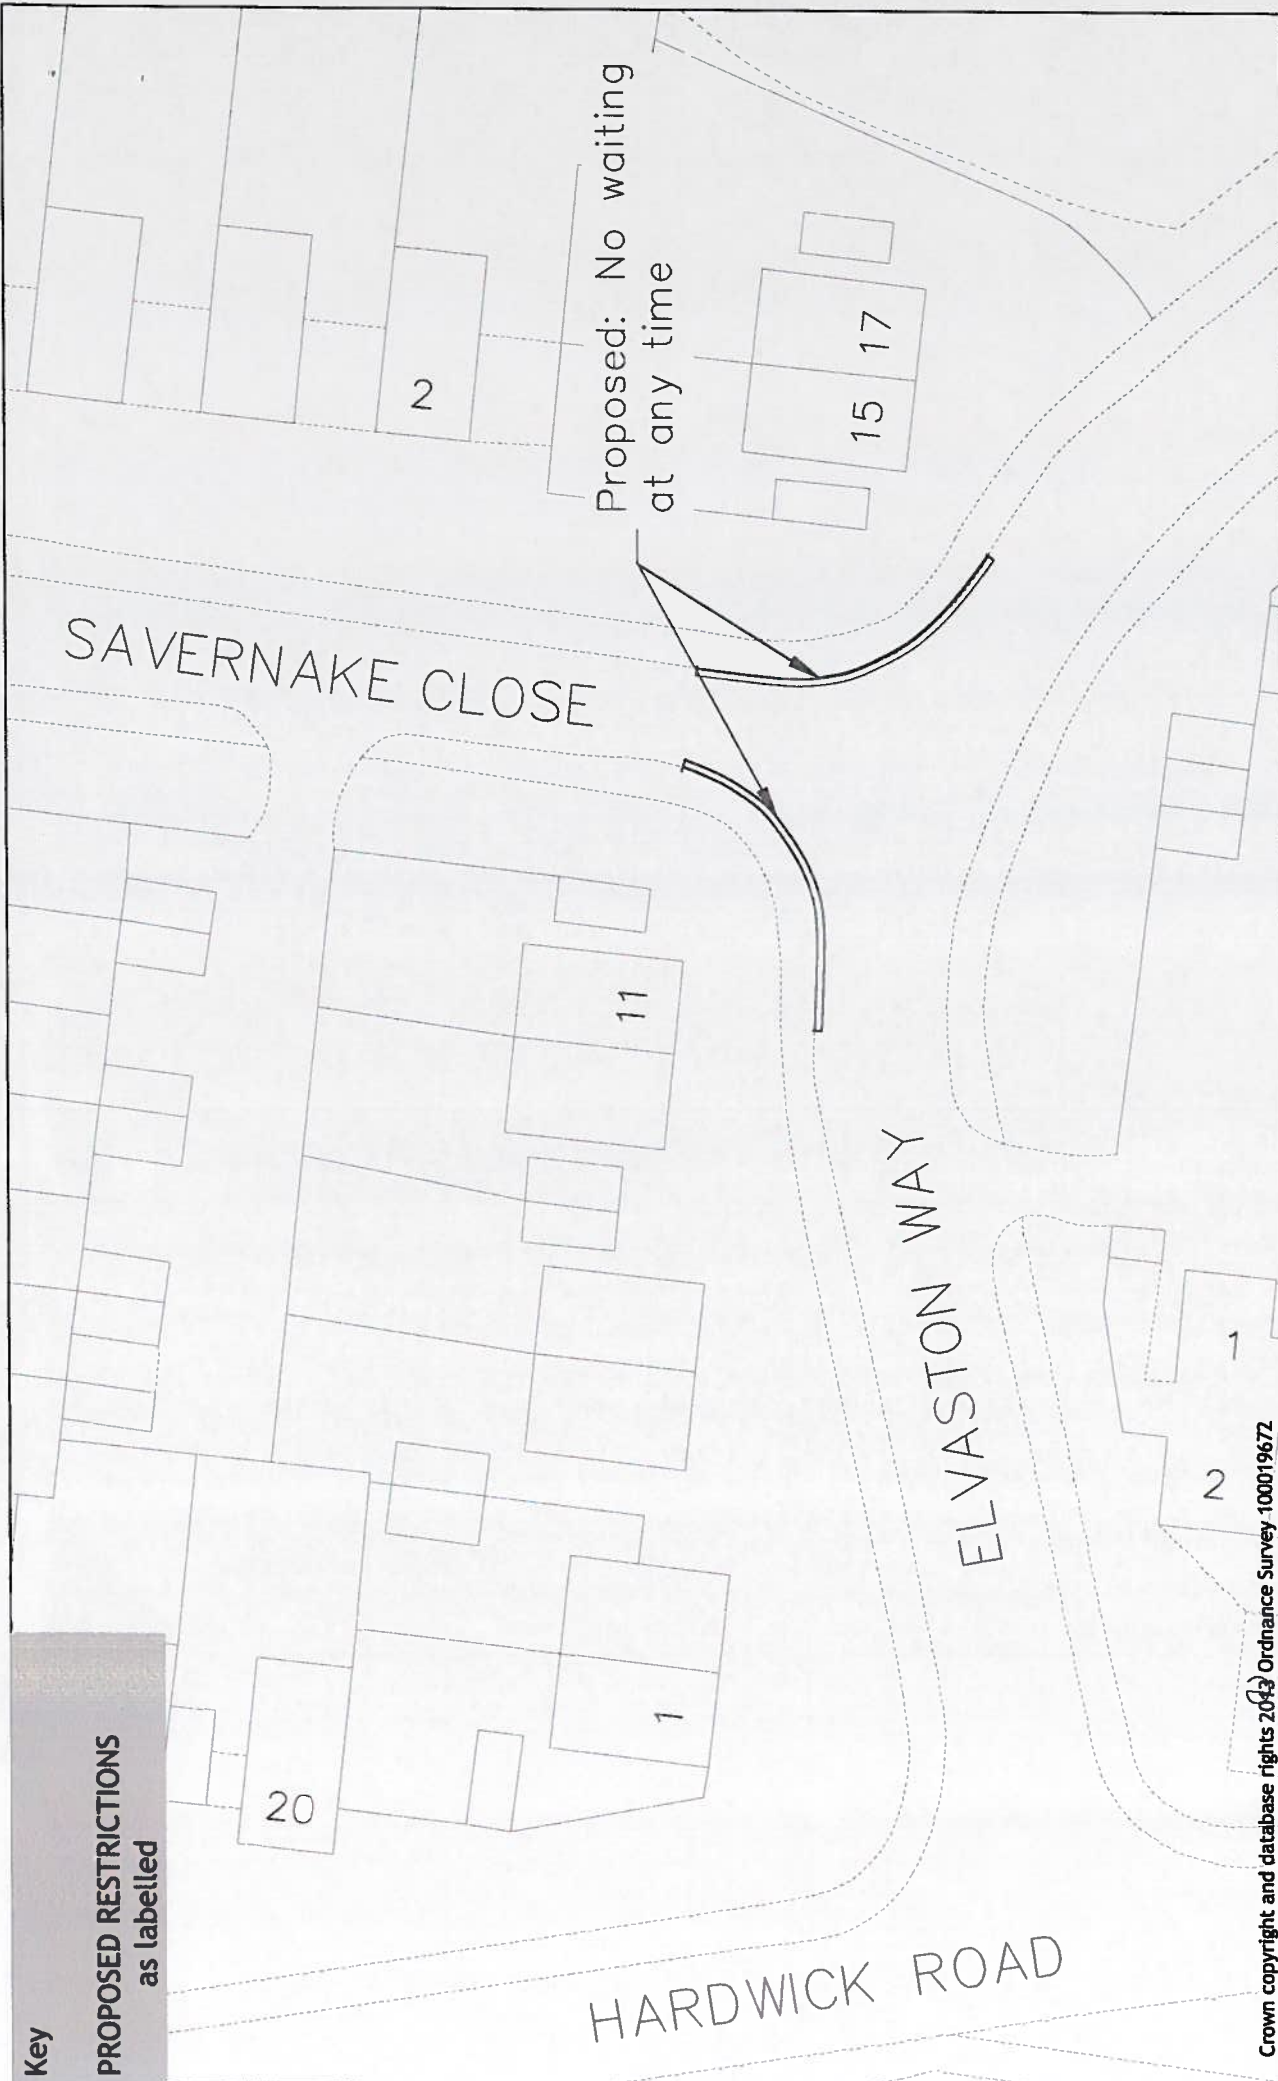 Key
PROPOSED RESTRICTIONS
as labelled
SAVERNAKE CLOSE
Proposed: No waiting
at any time
2
15
17
11
20
1
ELVASTON WAY
1
2
HARDWICK ROAD
Crown copyright and database rights Ordnance Survey 100019672